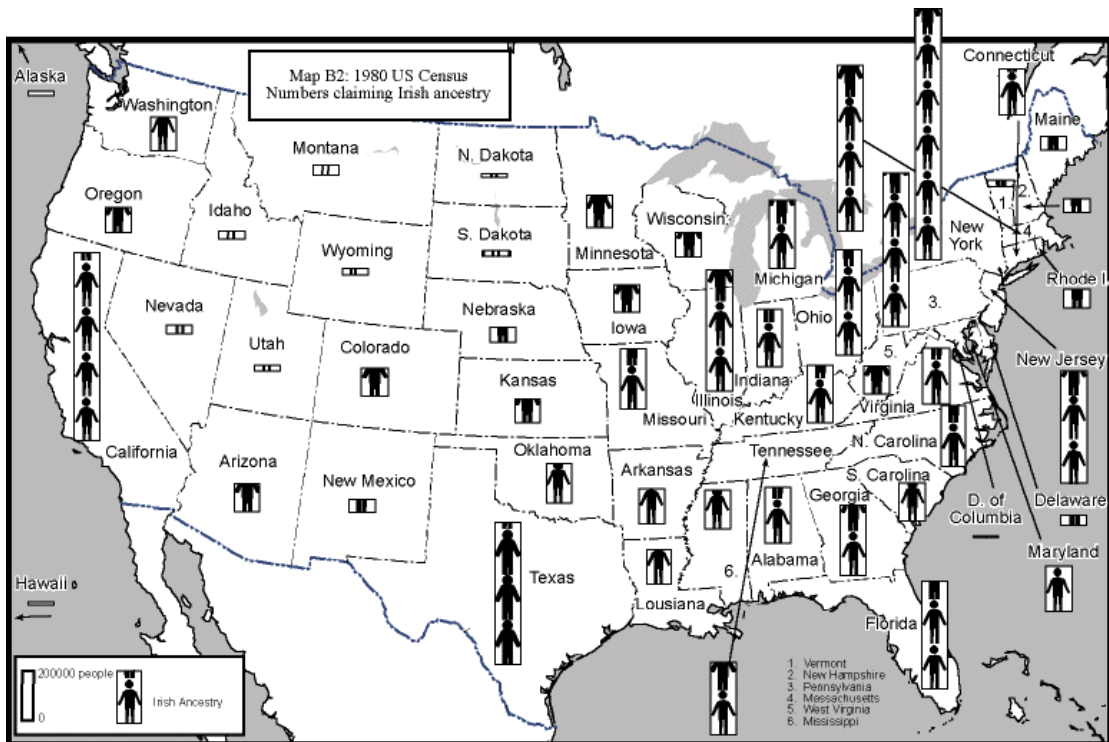 Map B2: 1980 US Census
Numbers claiming Irish ancestry
Connecticut
Alaska
Washington
Maine
Montana
N. Dakota
Oregon
Idaho
1.
2.
Wisconsin
New
York
S. Dakota
4
Minnesota
Wyoming
Michigan
Rhode I
Nevada
Nebraska
Iowa
Ohio
3.
Utah
Colorado
5.
New Jersey
Kansas
Indiana
Illinois
Missouri
Kentucky
Virginia
California
N. Carolina
Arizona
Oklahoma
Tennessee
New Mexico
Arkansas
S. Carolina
Georgia
D. of
Columbia
Delaware
Alabama
Maryland
Hawaii
Texas
6.
Lousiana
Florida
200000 people
0
Irish Ancestry
1. Vermont
2. New Hampshire
3. Pennsylvania
4. Massachusetts
5. West Virginia
6. Mississippi